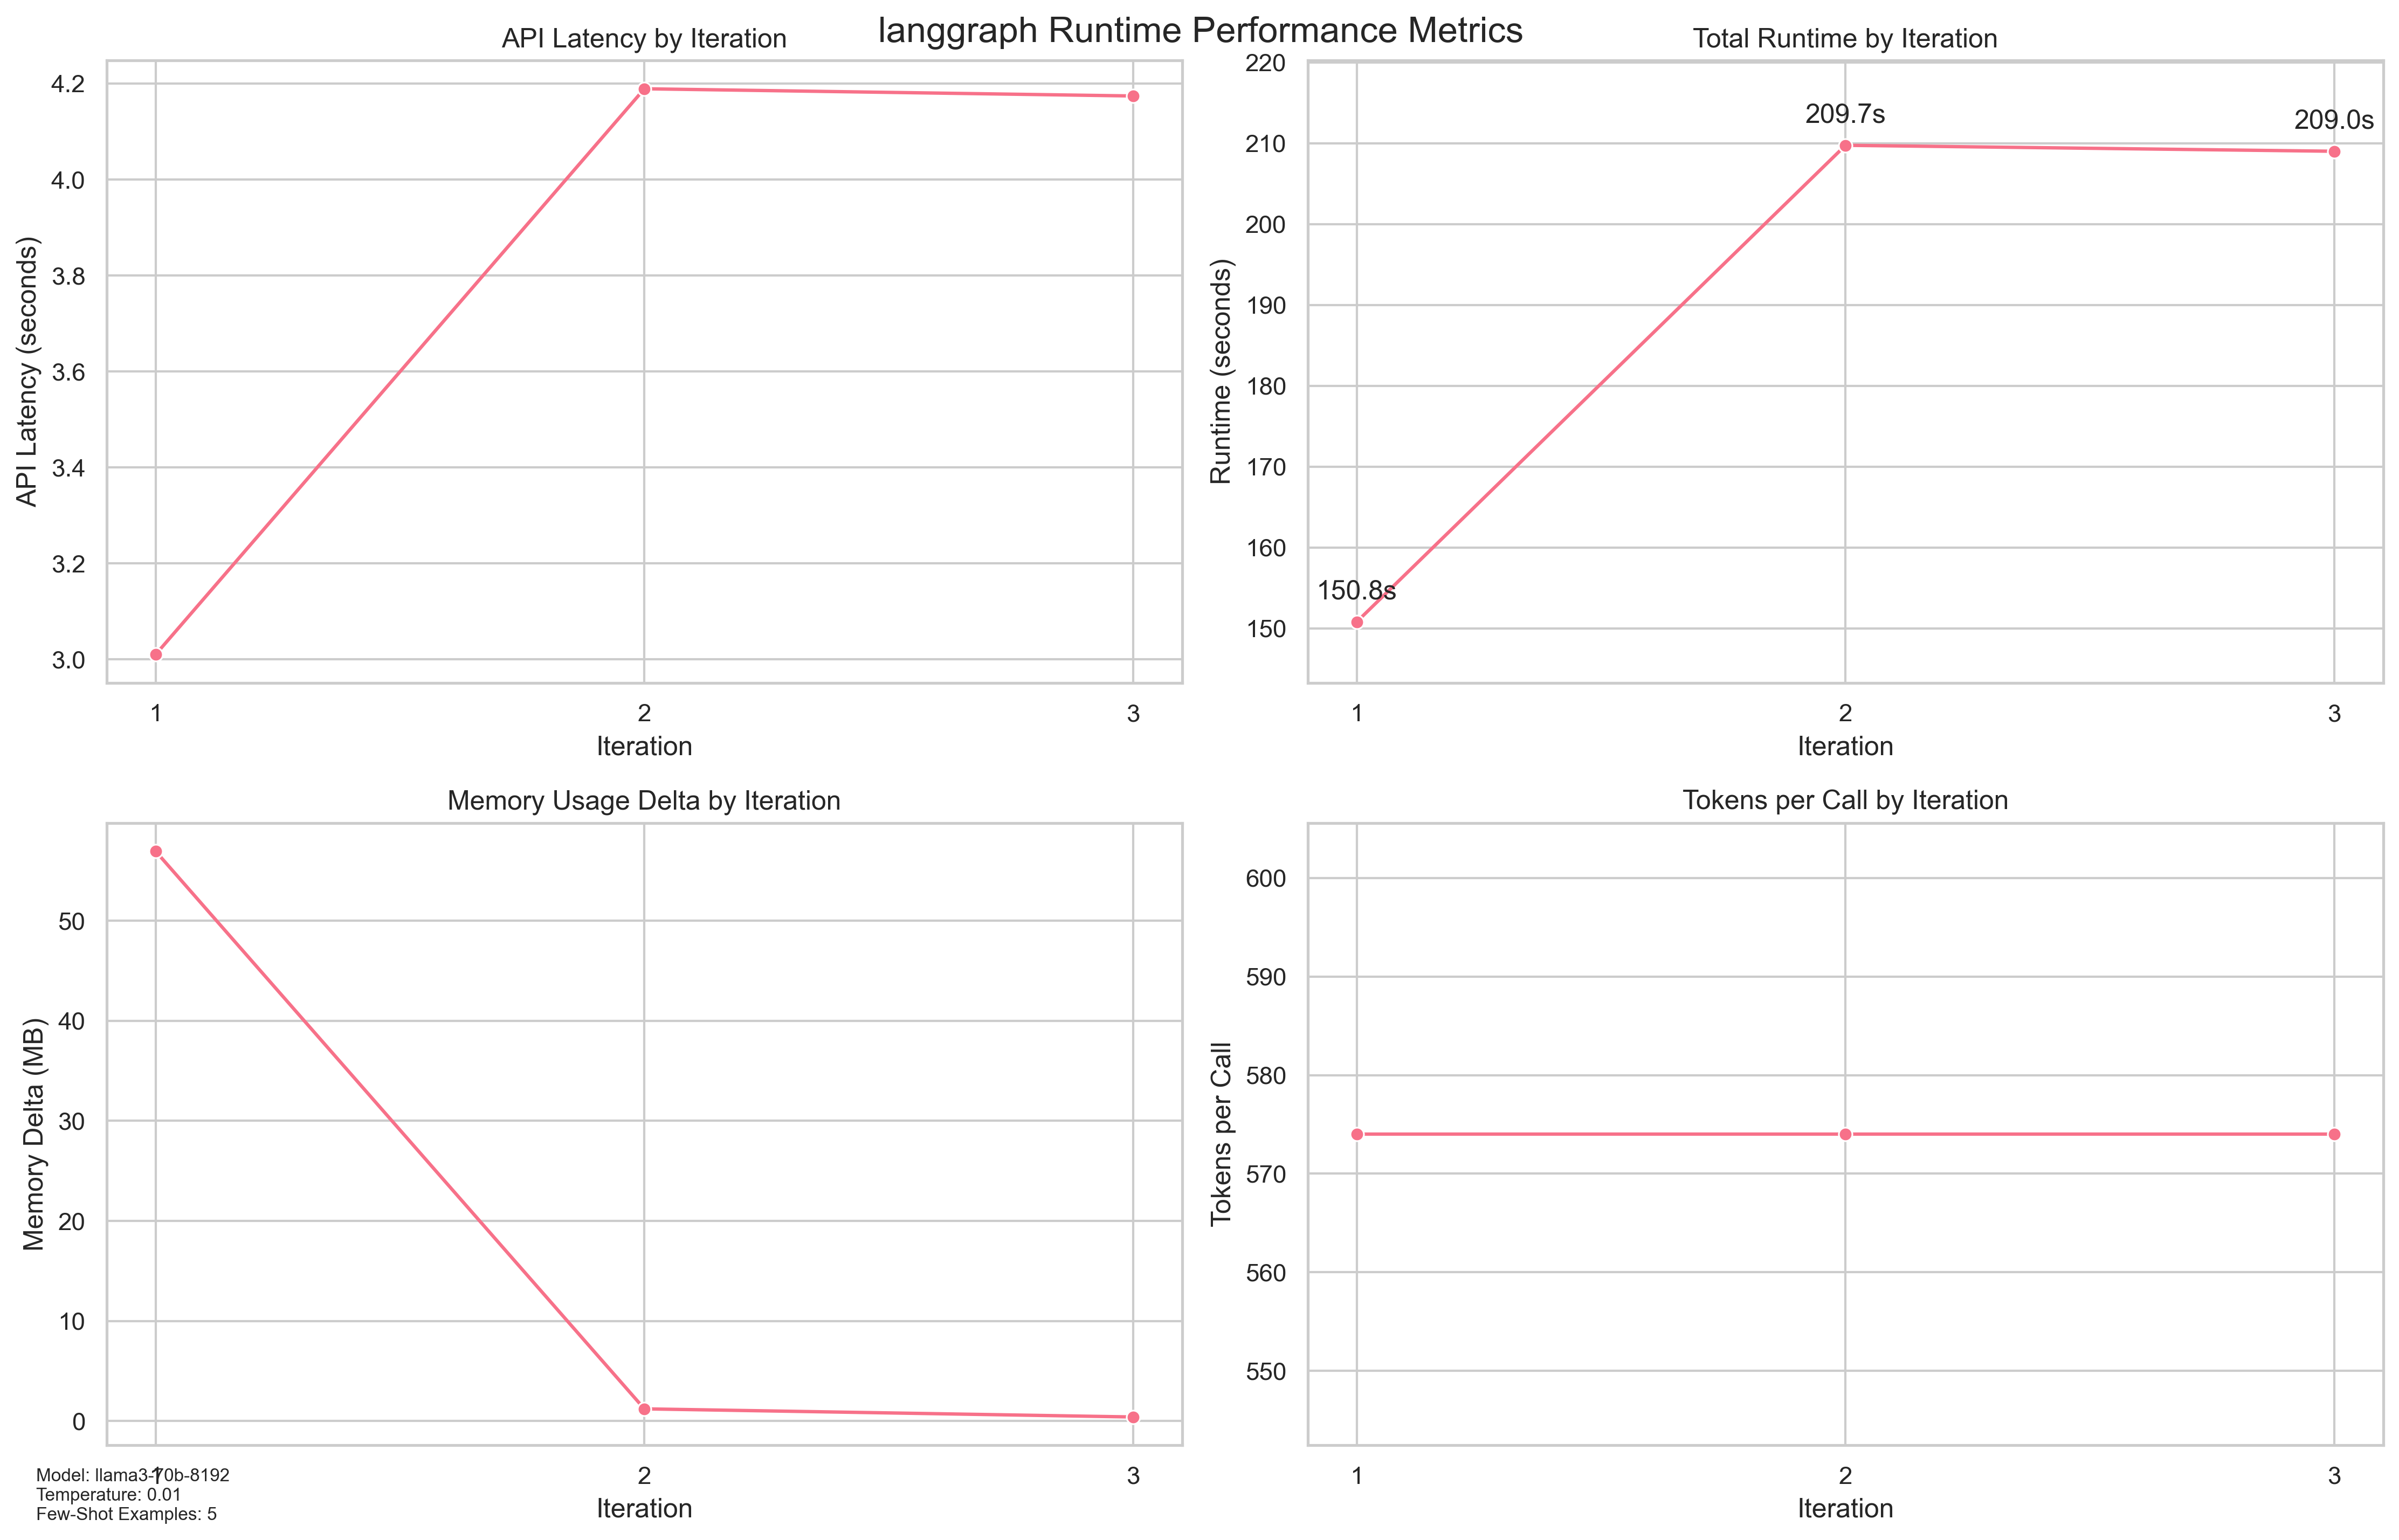 langgraph Runtime Performance Metrics
API Latency by Iteration
API Latency (seconds)
4.2
4.0
3.8
3.6
3.4
3.2
3.0
1
2
3
Iteration
Total Runtime by Iteration
Runtime (seconds)
220
210
200
190
180
170
160
150
150.8s
209.7s
209.0s
1
2
3
Iteration
Memory Usage Delta by Iteration
Memory Delta (MB)
50
40
30
20
10
0
1
2
3
Iteration
Tokens per Call by Iteration
Tokens per Call
600
590
580
570
560
550
1
2
3
Iteration
Model: llama3-70b-8192
Temperature: 0.01
Few-Shot Examples: 5